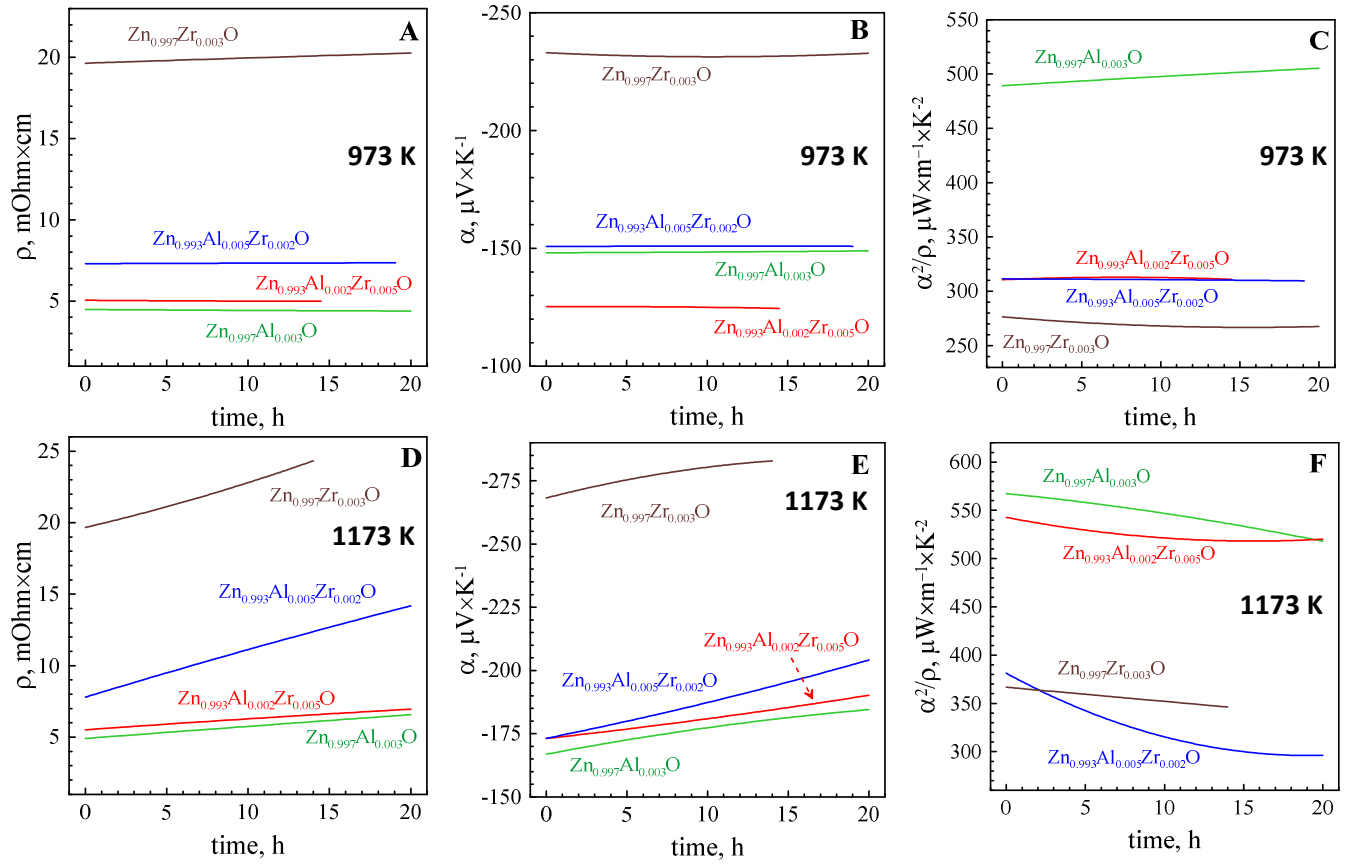 A
ρ, mOhm×cm
20
15
10
5
Zn0.997Zr0.003O
973 K
Zn0.993Al0.005Zr0.002O
Zn0.993Al0.002Zr0.005O
Zn0.997Al0.003O
0 5 10 15 20
time, h
B
α, µV×K-1
-250
-200
-150
-100
Zn0.997Zr0.003O
973 K
Zn0.993Al0.005Zr0.002O
Zn0.997Al0.003O
Zn0.993Al0.002Zr0.005O
0 5 10 15 20
time, h
C
α2/ρ, µW×m−1×K-2
550
500
450
400
350
300
250
Zn0.997Al0.003O
973 K
Zn0.993Al0.002Zr0.005O
Zn0.993Al0.005Zr0.002O
Zn0.997Zr0.003O
0 5 10 15 20
time, h
D
ρ, mOhm×cm
25
20
15
10
5
Zn0.997Zr0.003O
1173 K
Zn0.993Al0.005Zr0.002O
Zn0.993Al0.002Zr0.005O
Zn0.997Al0.003O
0 5 10 15 20
time, h
E
α, µV×K-1
-275
-250
-225
-200
-175
-150
Zn0.997Zr0.003O
1173 K
Zn0.993Al0.002Zr0.005O
Zn0.993Al0.005Zr0.002O
Zn0.997Al0.003O
0 5 10 15 20
time, h
F
α2/ρ, µW×m−1×K-2
600
550
500
450
400
350
300
Zn0.997Al0.003O
Zn0.993Al0.002Zr0.005O
1173 K
Zn0.997Zr0.003O
Zn0.993Al0.005Zr0.002O
0 5 10 15 20
time, h